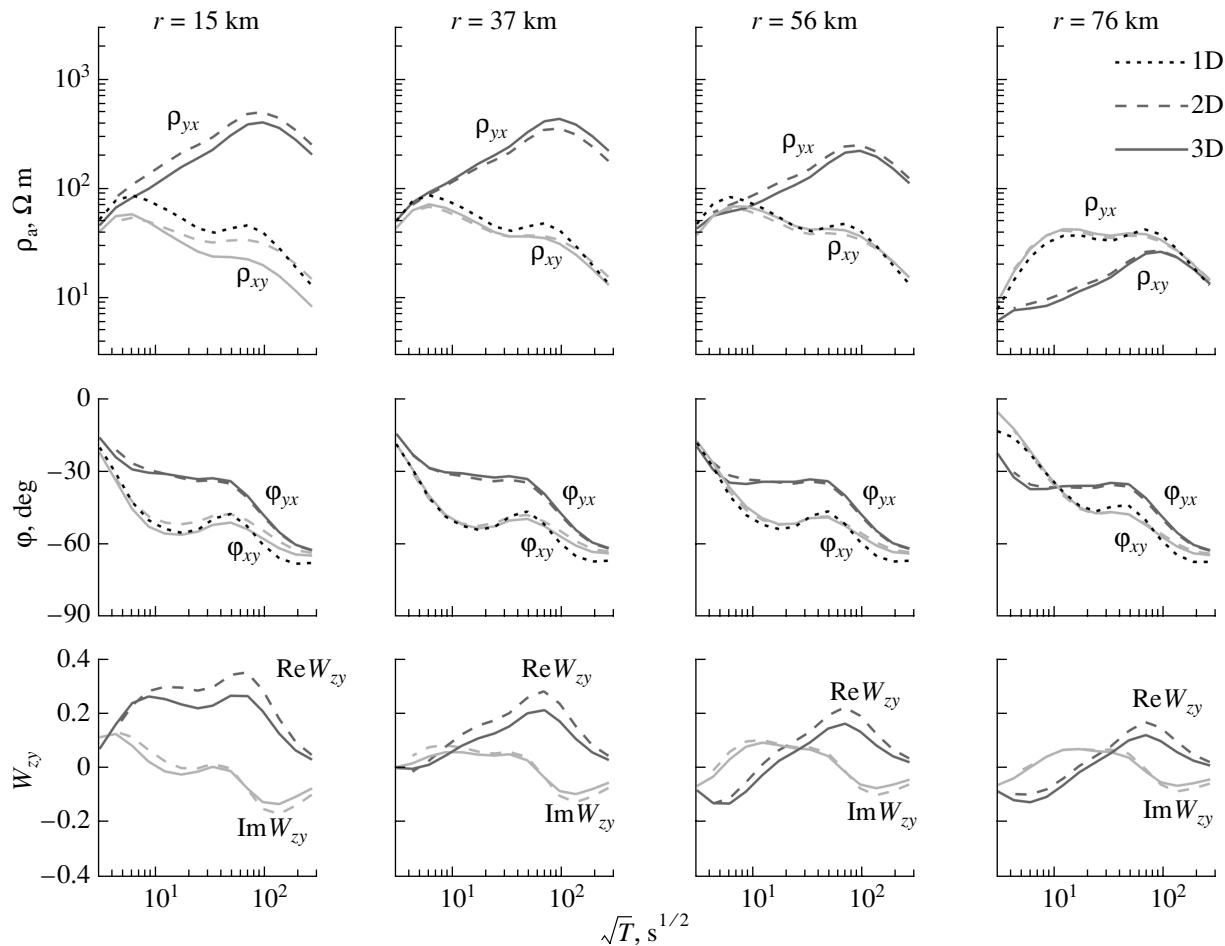 r = 15 km r = 37 km r = 56 km r = 76 km
1D
2D
3D
10³
10²
10¹
ρₐ, Ω m
ρyx ρyx ρyx ρyx
ρxy ρxy ρxy ρxy
0
−30
−60
−90
φ, deg
φyx φyx φyx φyx
φxy φxy φxy φxy
0.4
0.2
0
−0.2
−0.4
Wzy
ReWzy ReWzy ReWzy ReWzy
ImWzy ImWzy ImWzy ImWzy
10¹ 10² 10¹ 10² 10¹ 10² 10¹ 10²
√T, s^1/2